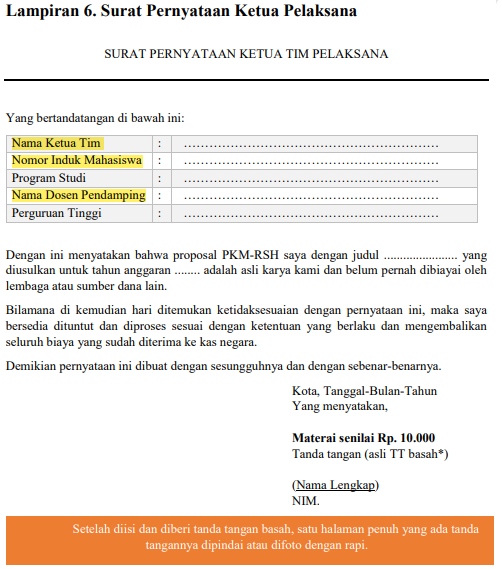 Lampiran 6. Surat Pernyataan Ketua Pelaksana
SURAT PERNYATAAN KETUA TIM PELAKSANA
Yang bertandatangan di bawah ini:
Nama Ketua Tim : ……………………………………………………
Nomor Induk Mahasiswa : ……………………………………………………
Program Studi : ……………………………………………………
Nama Dosen Pendamping : ……………………………………………………
Perguruan Tinggi : ……………………………………………………
Dengan ini menyatakan bahwa proposal PKM-RSH saya dengan judul ....................... yang
diusulkan untuk tahun anggaran ........ adalah asli karya kami dan belum pernah dibiayai oleh
lembaga atau sumber dana lain.
Bilamana di kemudian hari ditemukan ketidaksesuaian dengan pernyataan ini, maka saya
bersedia dituntut dan diproses sesuai dengan ketentuan yang berlaku dan mengembalikan
seluruh biaya yang sudah diterima ke kas negara.
Demikian pernyataan ini dibuat dengan sesungguhnya dan dengan sebenar-benarnya.
Kota, Tanggal-Bulan-Tahun
Yang menyatakan,
Materai senilai Rp. 10.000
Tanda tangan (asli TT basah*)
(Nama Lengkap)
NIM.
Setelah diisi dan diberi tanda tangan basah, satu halaman penuh yang ada tanda
tangannya dipindai atau difoto dengan rapi.